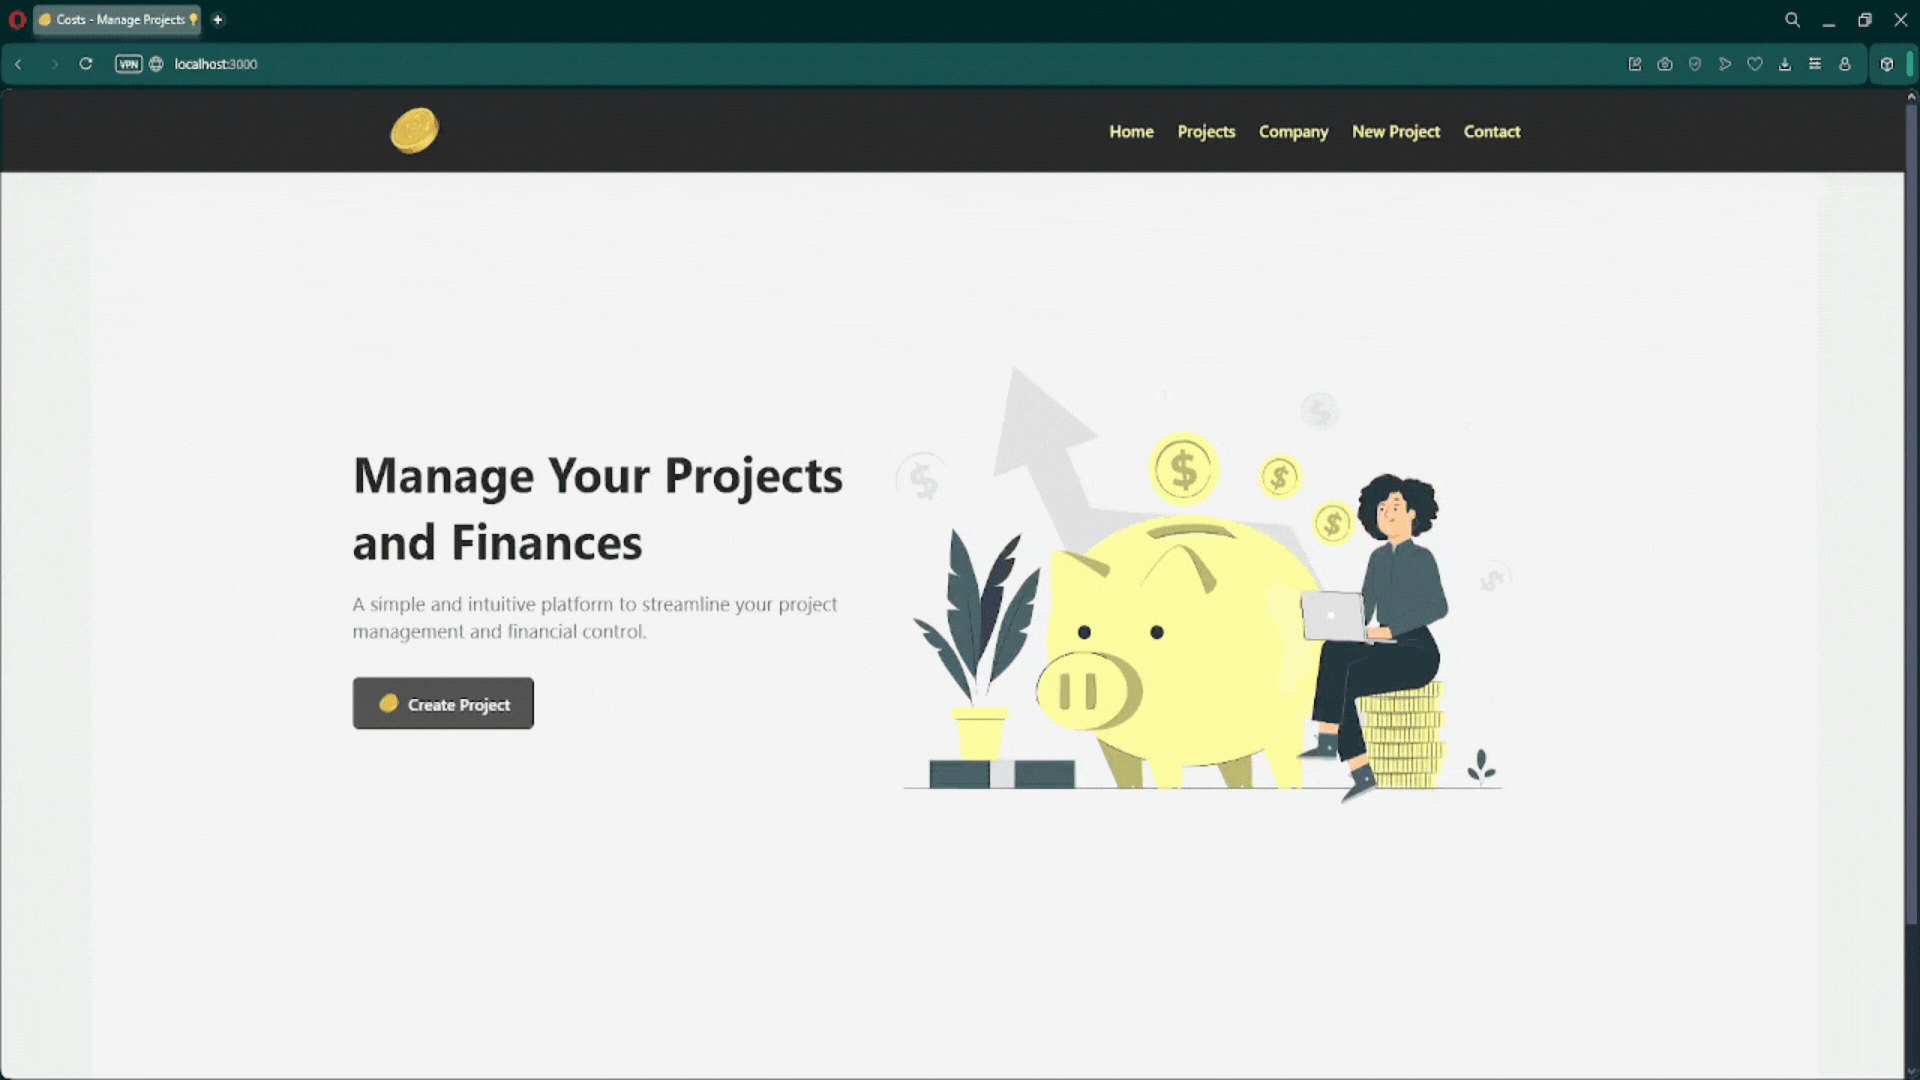 Costs - Manage Projects
VPN
localhost:3000
Home Projects Company New Project Contact
Manage Your Projects
and Finances
A simple and intuitive platform to streamline your project
management and financial control.
Create Project
$
$
$
$
$
$